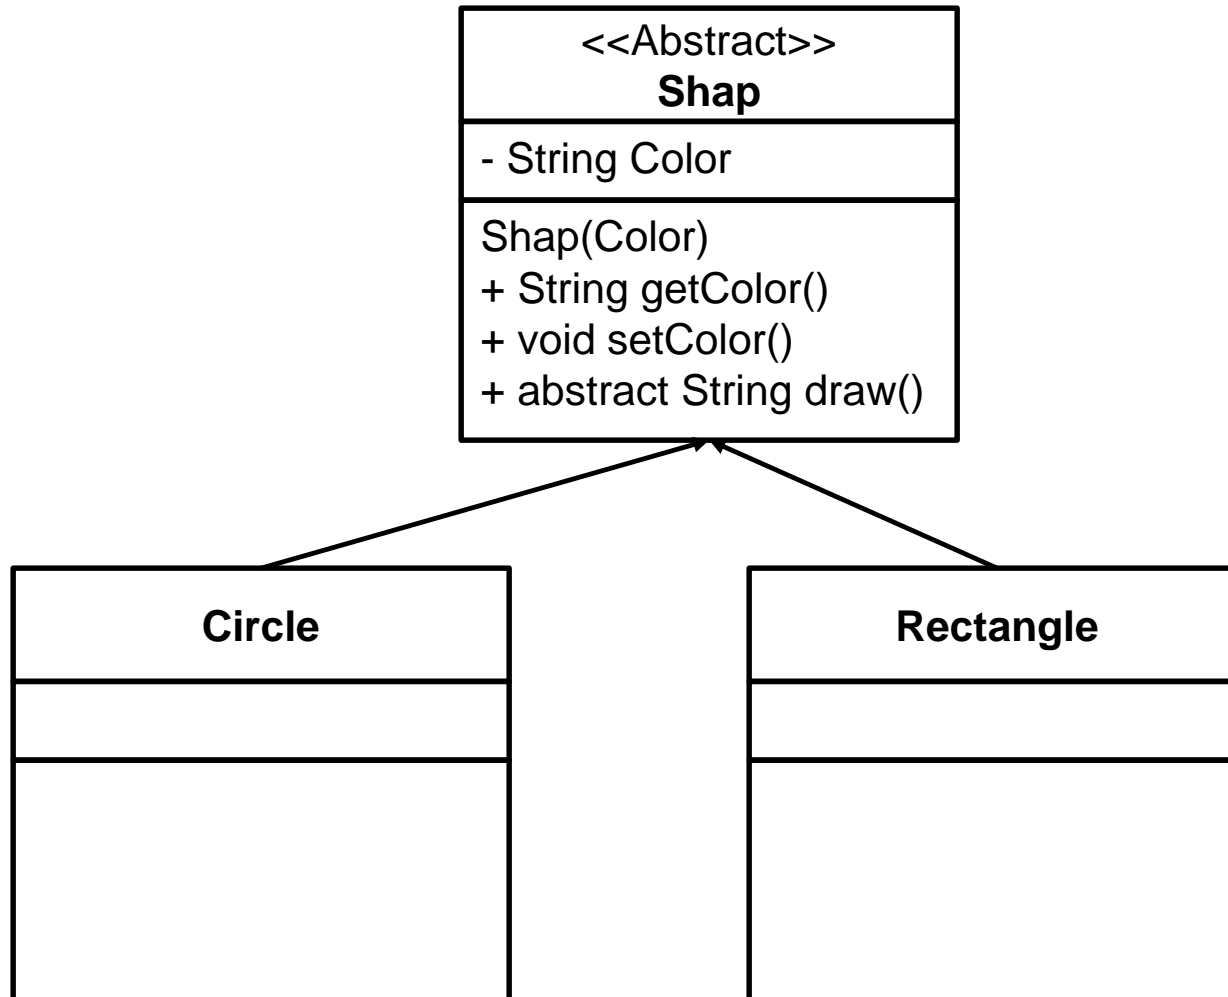 <<Abstract>>
Shap
- String Color
Shap(Color)
+ String getColor()
+ void setColor()
+ abstract String draw()
Circle
Rectangle